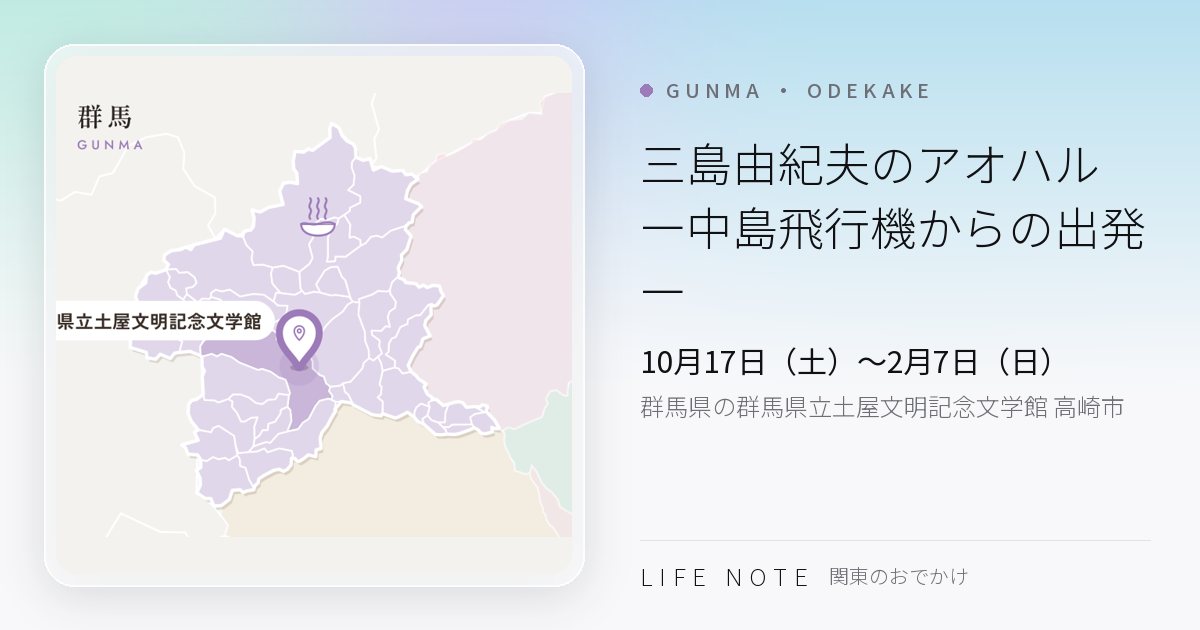 群馬
GUNMA
県立土屋文明記念文学館
GUNMA • ODEKAKE
三島由紀夫のアオハル
―中島飛行機からの出発
―
10月17日（土）～2月7日（日）
群馬県の群馬県立土屋文明記念文学館 高崎市
LIFE NOTE 関東のおでかけ